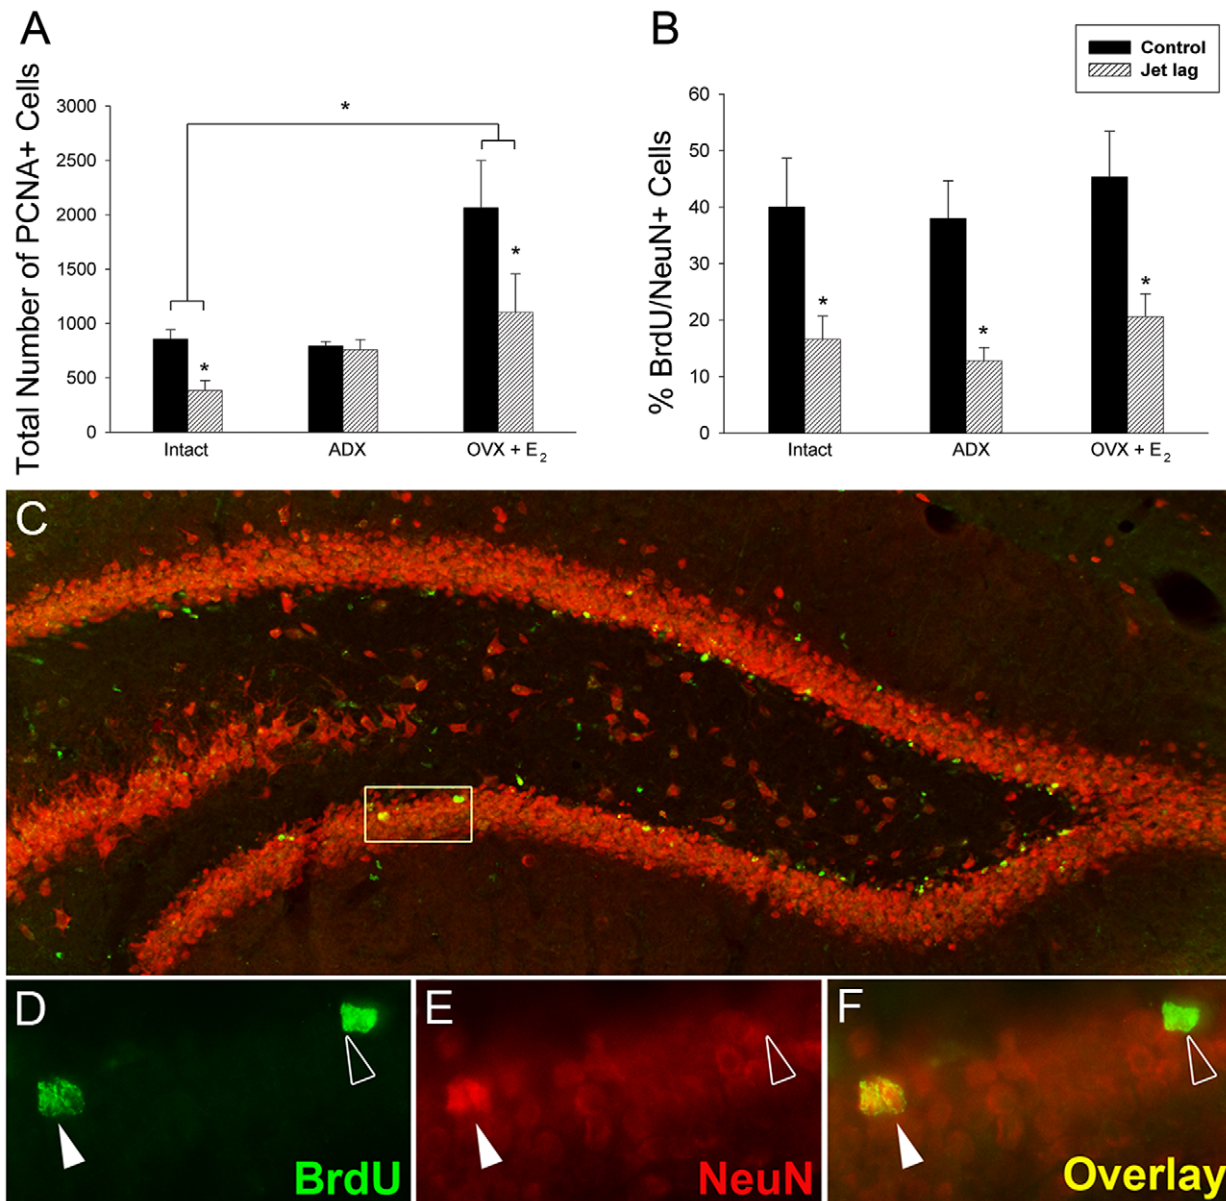 A
Total Number of PCNA+ Cells
3000
2500
2000
1500
1000
500
0
*
*
*
Intact
ADX
OVX + E2
B
Control
Jet lag
% BrdU/NeuN+ Cells
60
50
40
30
20
10
0
*
*
*
Intact
ADX
OVX + E2
C
D
BrdU
E
NeuN
F
Overlay